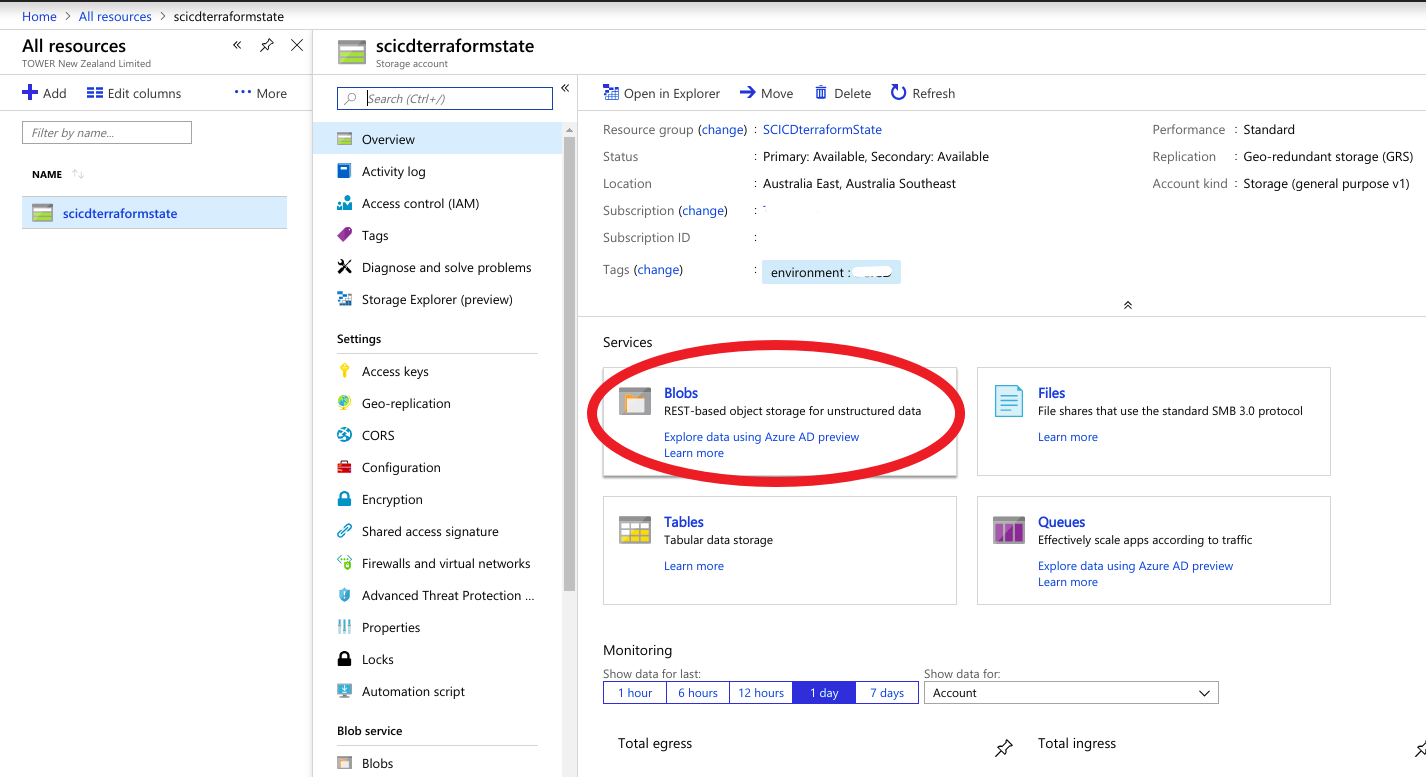 Home > All resources > scicdterraformstate
All resources
TOWER New Zealand Limited
Add Edit columns More
Filter by name...
NAME
scicdterraformstate
scicdterraformstate
Storage account
Search (Ctrl+/)
Overview
Activity log
Access control (IAM)
Tags
Diagnose and solve problems
Storage Explorer (preview)
Settings
Access keys
Geo-replication
CORS
Configuration
Encryption
Shared access signature
Firewalls and virtual networks
Advanced Threat Protection ...
Properties
Locks
Automation script
Blob service
Blobs
Open in Explorer Move Delete Refresh
Resource group (change) : SCICDterraformState
Status : Primary: Available, Secondary: Available
Location : Australia East, Australia Southeast
Subscription (change) :
Subscription ID :
Tags (change) : environment :
Performance : Standard
Replication : Geo-redundant storage (GRS)
Account kind : Storage (general purpose v1)
Services
Blobs
REST-based object storage for unstructured data
Explore data using Azure AD preview
Learn more
Files
File shares that use the standard SMB 3.0 protocol
Learn more
Tables
Tabular data storage
Learn more
Queues
Effectively scale apps according to traffic
Explore data using Azure AD preview
Learn more
Monitoring
Show data for last:
1 hour 6 hours 12 hours 1 day 7 days
Show data for:
Account
Total egress
Total ingress